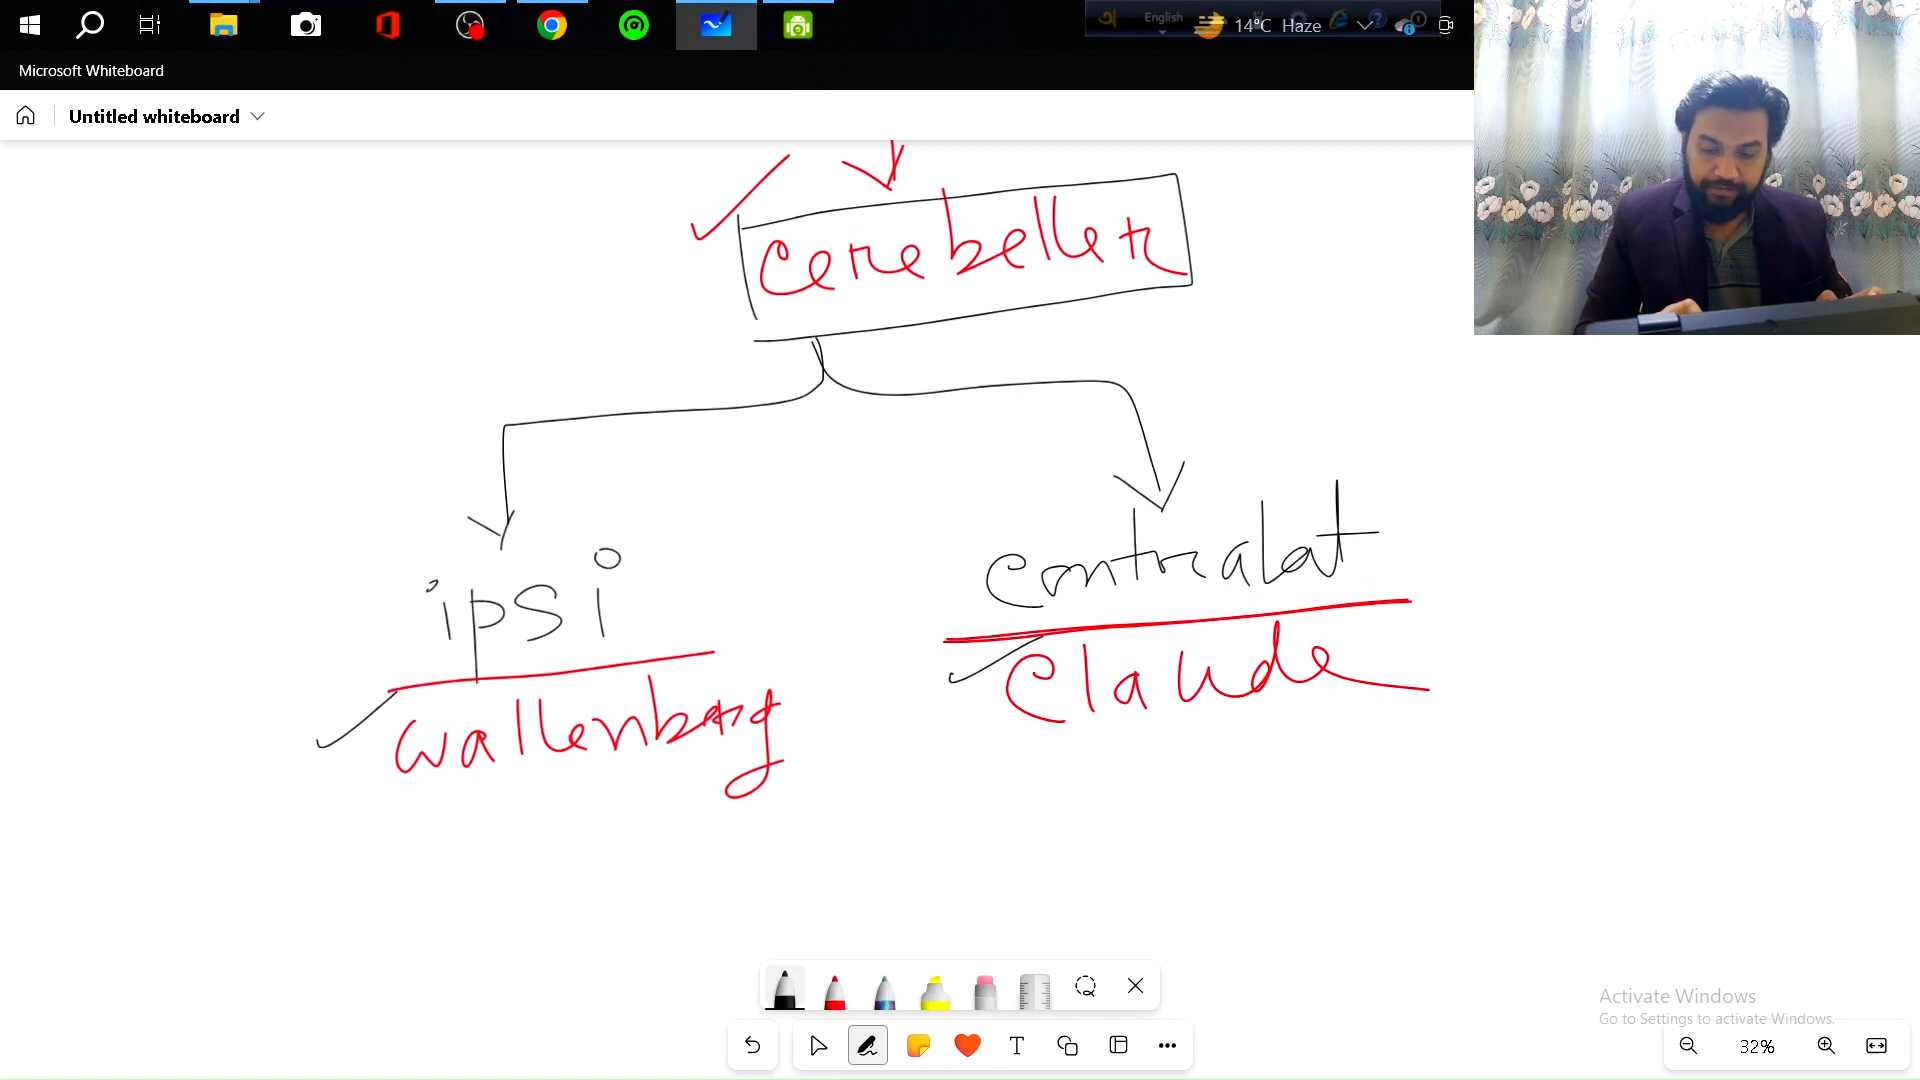 English
14°C Haze
Microsoft Whiteboard
Untitled whiteboard
Cerebeller
ipsi
Contralat
Wallenberg
Claude
Activate Windows
Go to Settings to activate Windows.
32%